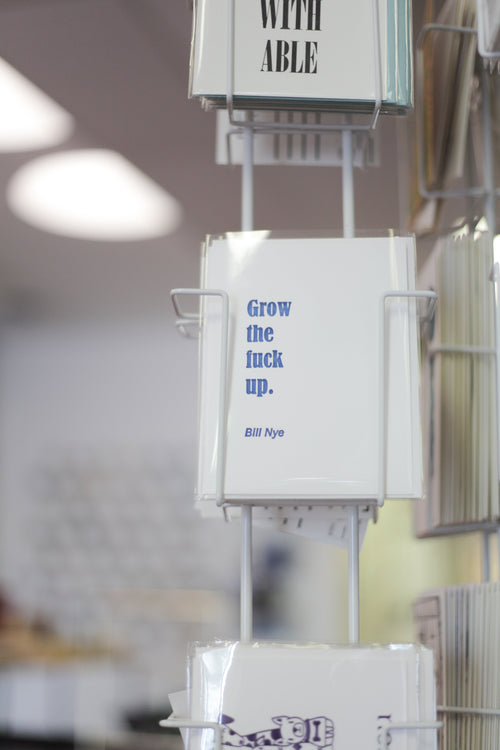 WITH
ABLE
Grow
the
fuck
up.
Bill Nye